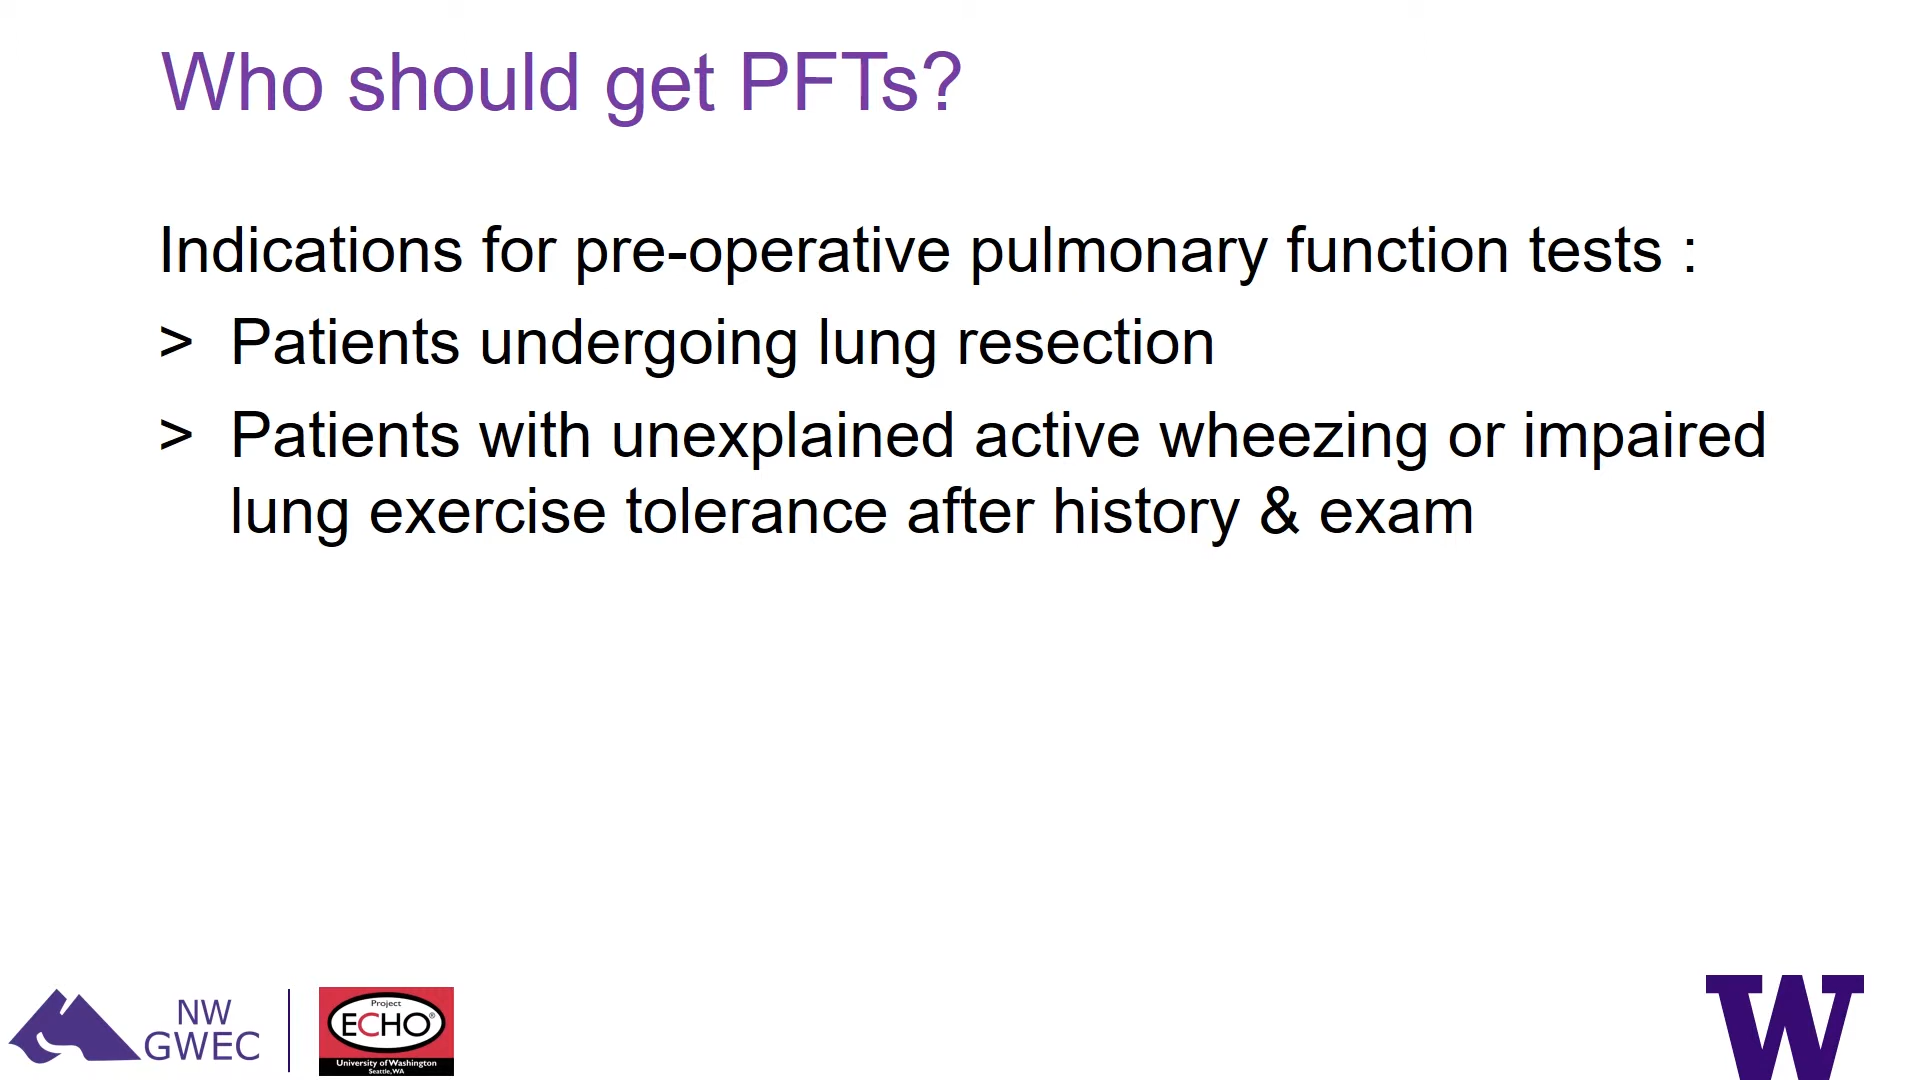 Who should get PFTs?
Indications for pre-operative pulmonary function tests :
> Patients undergoing lung resection
> Patients with unexplained active wheezing or impaired
lung exercise tolerance after history & exam
NW
GWEC
Project
ECHO®
University of Washington
Seattle, WA
W